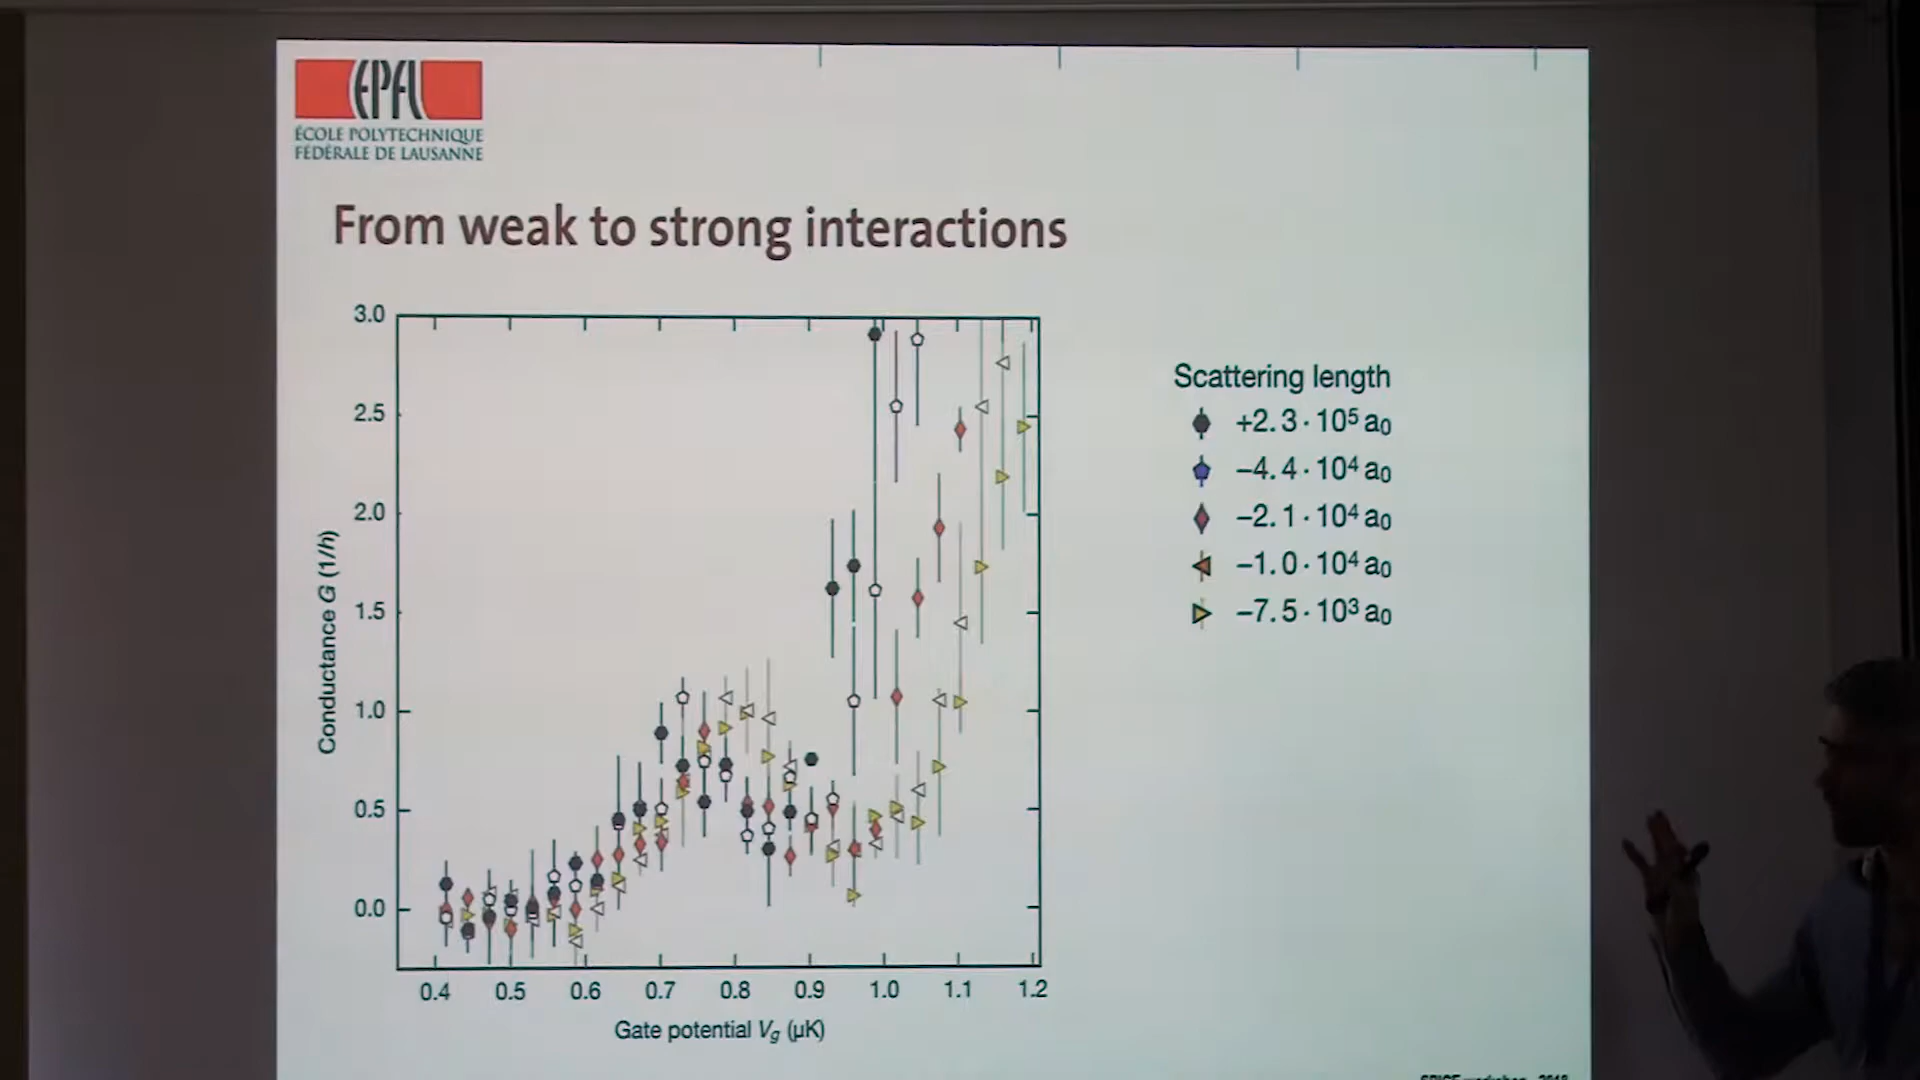 EPFL
ÉCOLE POLYTECHNIQUE
FÉDÉRALE DE LAUSANNE
From weak to strong interactions
3.0
2.5
2.0
1.5
1.0
0.5
0.0
Conductance G (1/h)
0.4 0.5 0.6 0.7 0.8 0.9 1.0 1.1 1.2
Gate potential Vg (µK)
Scattering length
+2.3·10⁵ a₀
−4.4·10⁴ a₀
−2.1·10⁴ a₀
−1.0·10⁴ a₀
−7.5·10³ a₀